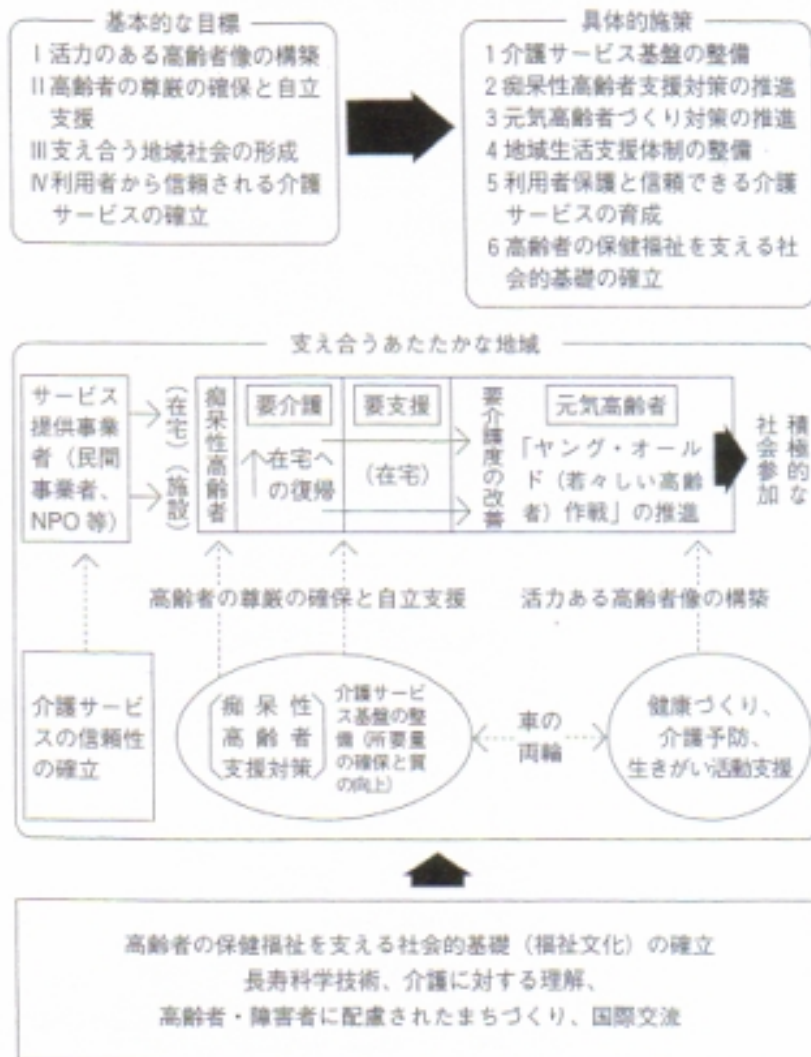 基本的な目標
Ⅰ 活力のある高齢者像の構築
Ⅱ 高齢者の尊厳の確保と自立
支援
Ⅲ 支え合う地域社会の形成
Ⅳ 利用者から信頼される介護
サービスの確立
具体的施策
1 介護サービス基盤の整備
2 痴呆性高齢者支援対策の推進
3 元気高齢者づくり対策の推進
4 地域生活支援体制の整備
5 利用者保護と信頼できる介護
サービスの育成
6 高齢者の保健福祉を支える社
会的基礎の確立
支え合うあたたかな地域
サービス
提供事業
者（民間
事業者、
NPO 等）
（在宅）
（施設）
痴呆性高齢者
要介護
在宅へ
の復帰
要支援
（在宅）
要介護度の改善
元気高齢者
「ヤング・オール
ド（若々しい高齢
者）作戦」の推進
積極的な
社会参加
高齢者の尊厳の確保と自立支援
活力ある高齢者像の構築
介護サービ
スの信頼性
の確立
痴呆性
高齢者
支援対策
介護サービ
ス基盤の整
備（所要量
の確保と質
の向上）
車の
両輪
健康づくり、
介護予防、
生きがい活動支援
高齢者の保健福祉を支える社会的基礎（福祉文化）の確立
長寿科学技術、介護に対する理解、
高齢者・障害者に配慮されたまちづくり、国際交流